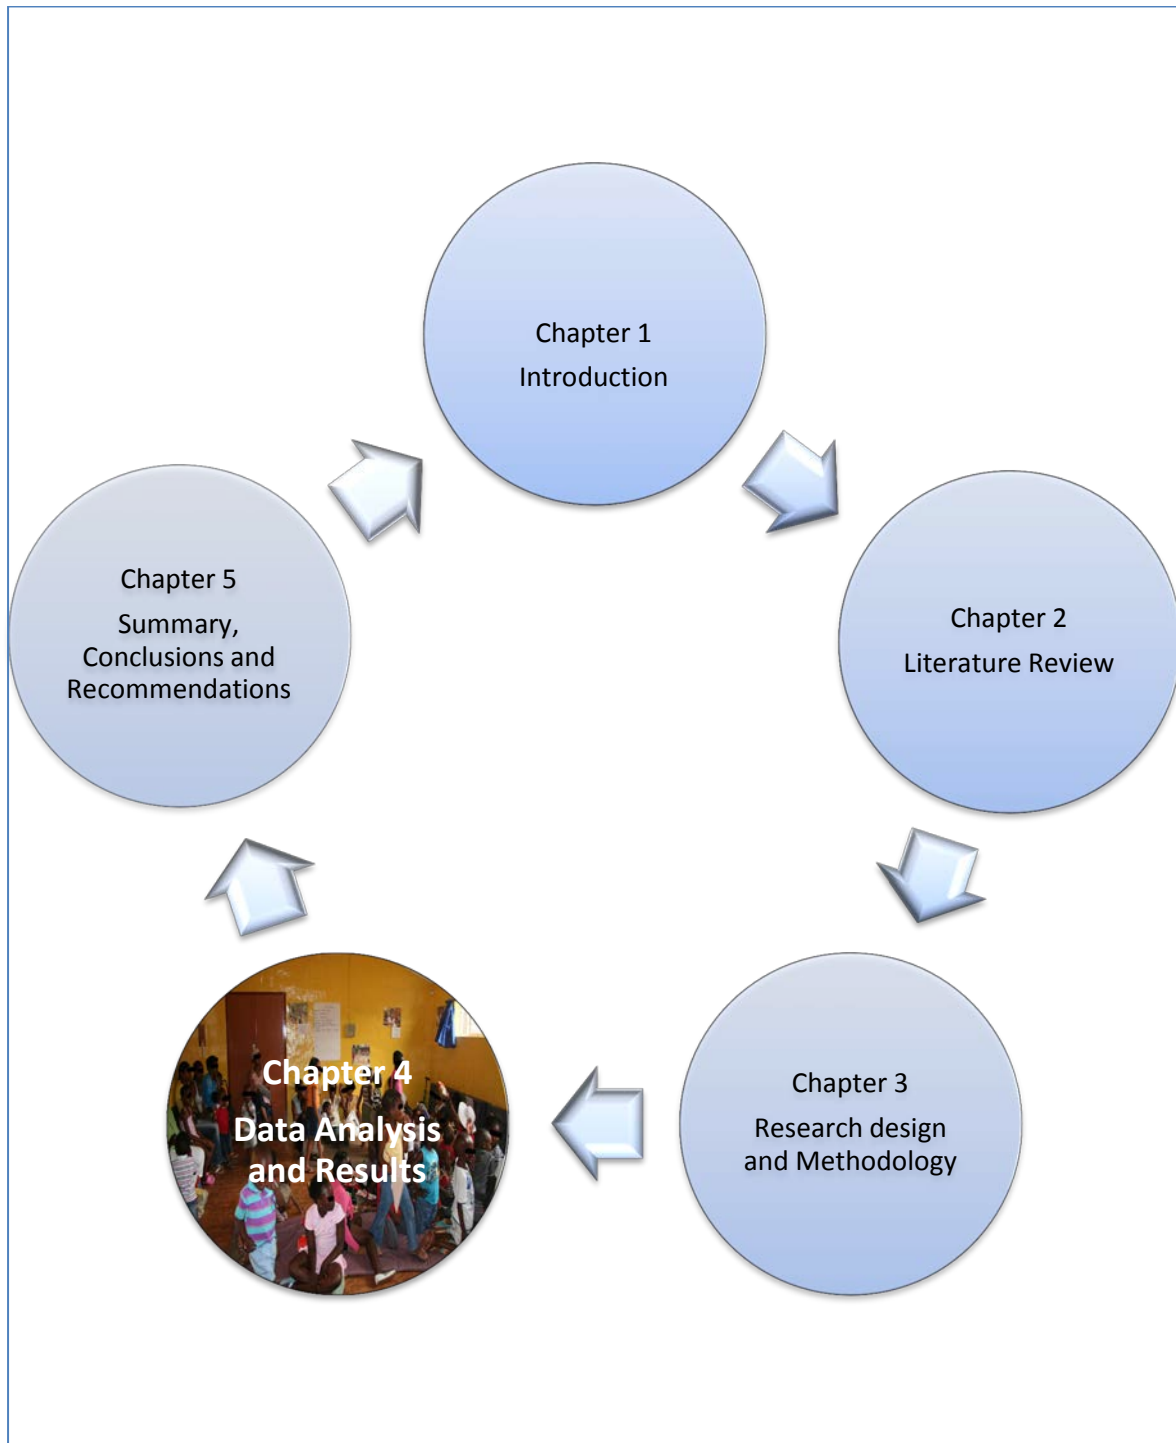 Chapter 1
Introduction
Chapter 2
Literature Review
Chapter 3
Research design
and Methodology
Chapter 4
Data Analysis
and Results
Chapter 5
Summary,
Conclusions and
Recommendations